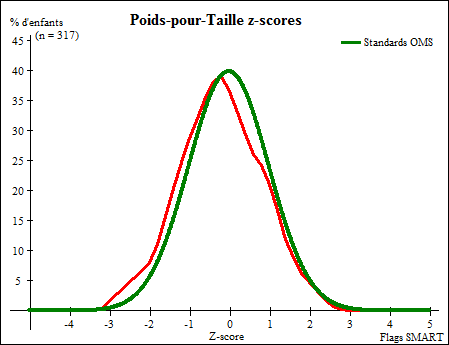 Poids-pour-Taille z-scores
% d'enfants
(n = 317)
Standards OMS
45
40
35
30
25
20
15
10
5
-4 -3 -2 -1 0 1 2 3 4 5
Z-score
Flags SMART